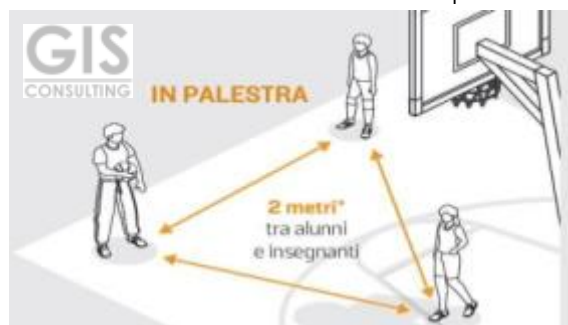 GIS
CONSULTING
IN PALESTRA
2 metri*
tra alunni
e insegnanti